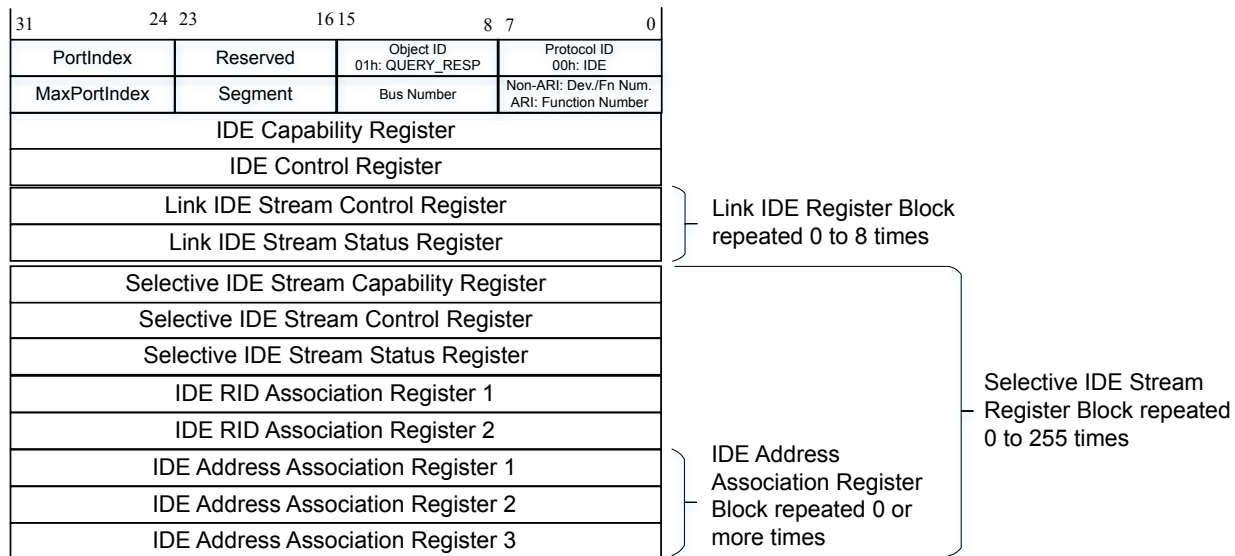 31 24 23 16 15 8 7 0
PortIndex
Reserved
Object ID
01h: QUERY_RESP
Protocol ID
00h: IDE
MaxPortIndex
Segment
Bus Number
Non-ARI: Dev./Fn Num.
ARI: Function Number
IDE Capability Register
IDE Control Register
Link IDE Stream Control Register
Link IDE Stream Status Register
Link IDE Register Block
repeated 0 to 8 times
Selective IDE Stream Capability Register
Selective IDE Stream Control Register
Selective IDE Stream Status Register
IDE RID Association Register 1
IDE RID Association Register 2
IDE Address Association Register 1
IDE Address Association Register 2
IDE Address Association Register 3
IDE Address
Association Register
Block repeated 0 or
more times
Selective IDE Stream
Register Block repeated
0 to 255 times